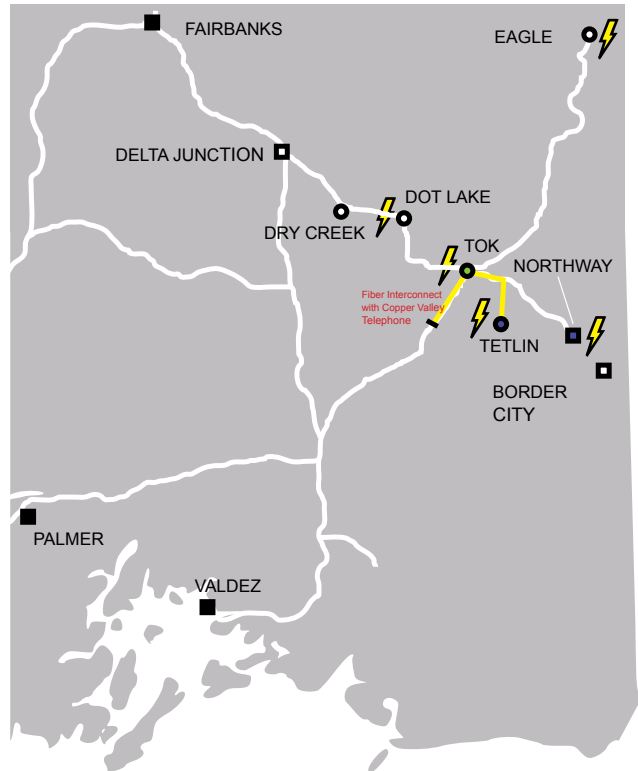 FAIRBANKS
EAGLE
DELTA JUNCTION
DOT LAKE
DRY CREEK
TOK
NORTHWAY
Fiber Interconnect
with Copper Valley
Telephone
TETLIN
BORDER
CITY
PALMER
VALDEZ